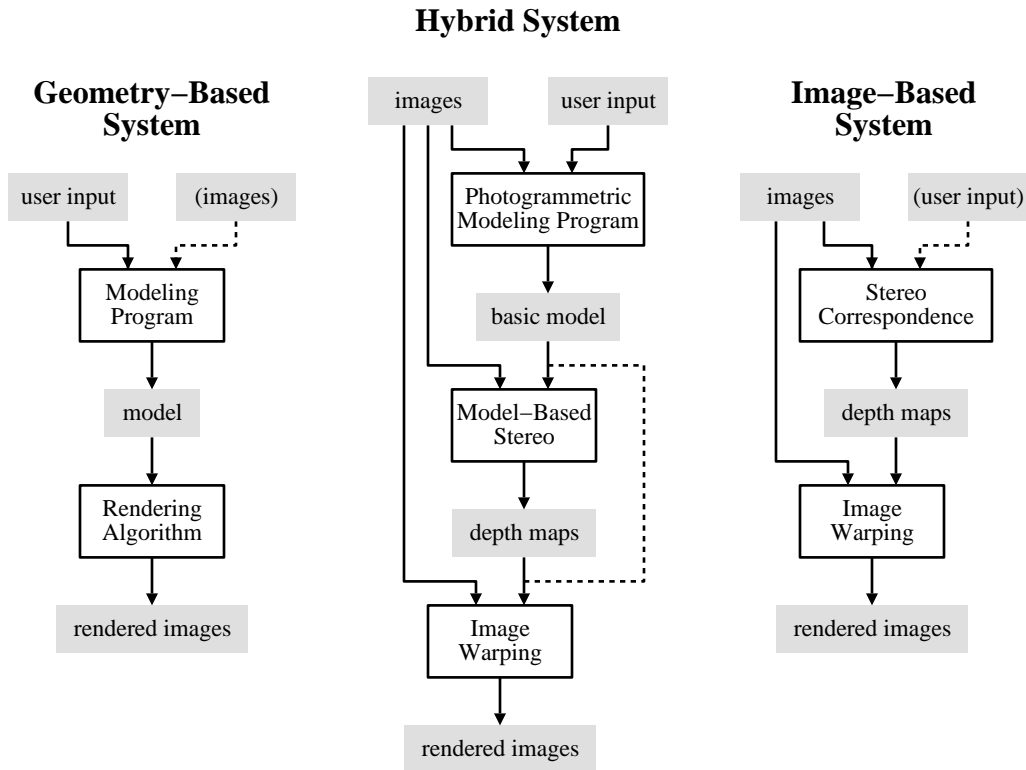 Hybrid System
Geometry–Based
System
user input
(images)
Modeling
Program
model
Rendering
Algorithm
rendered images
images
user input
Photogrammetric
Modeling Program
basic model
Model–Based
Stereo
depth maps
Image
Warping
rendered images
Image–Based
System
images
(user input)
Stereo
Correspondence
depth maps
Image
Warping
rendered images